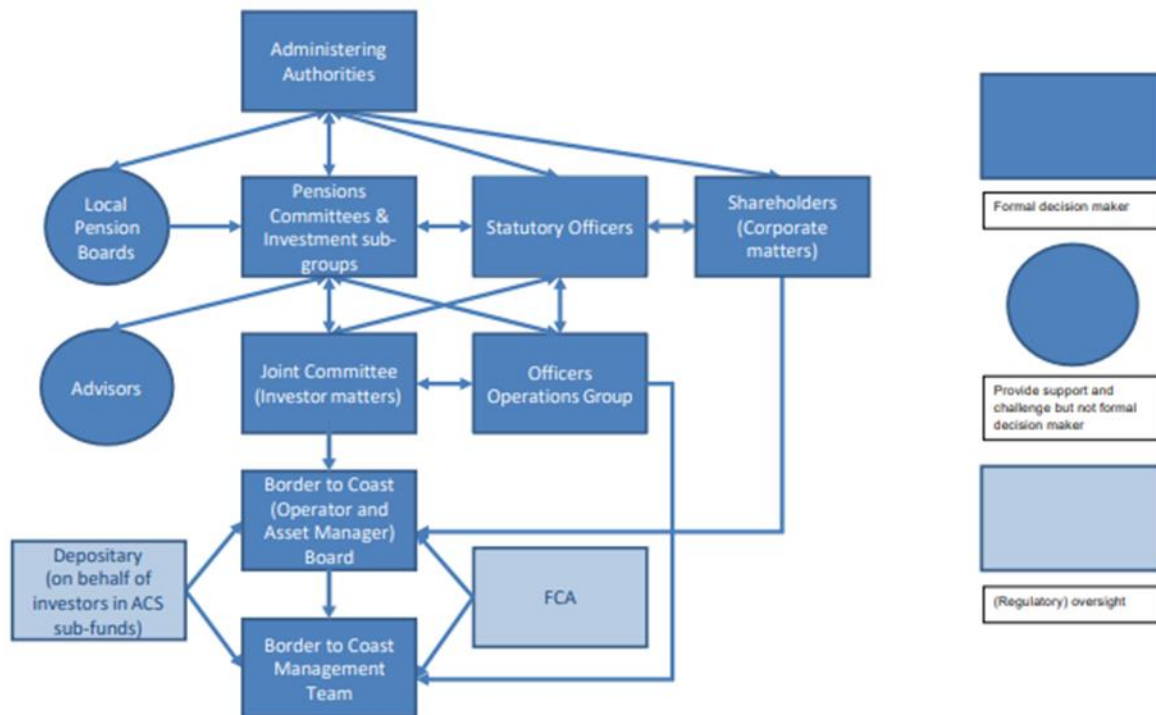 Administering
Authorities
Local
Pension
Boards
Pensions
Committees &
Investment sub-
groups
Statutory Officers
Shareholders
(Corporate
matters)
Formal decision maker
Advisors
Joint Committee
(Investor matters)
Officers
Operations Group
Provide support and
challenge but not formal
decision maker
Border to Coast
(Operator and
Asset Manager)
Board
Depositary
(on behalf of
investors in ACS
sub-funds)
FCA
(Regulatory) oversight
Border to Coast
Management
Team